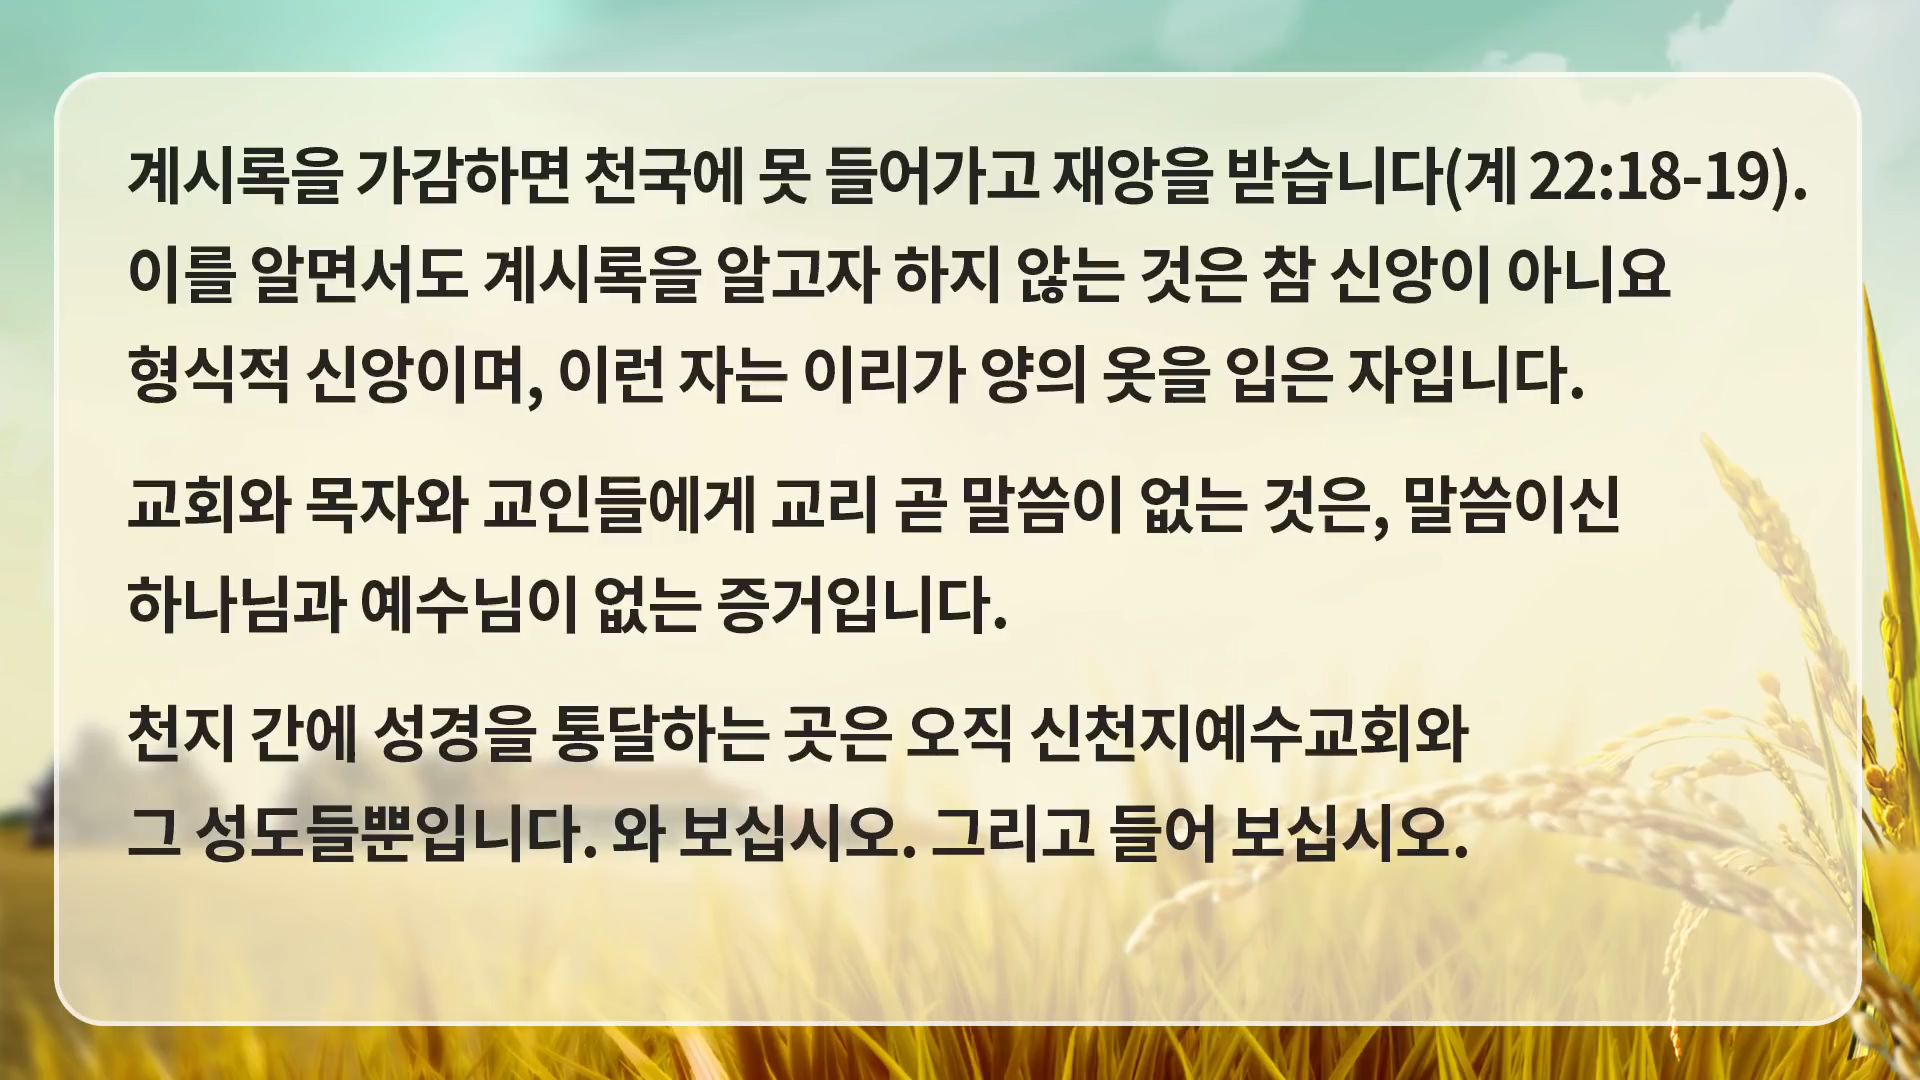 계시록을 가감하면 천국에 못 들어가고 재앙을 받습니다(계 22:18-19).
이를 알면서도 계시록을 알고자 하지 않는 것은 참 신앙이 아니요
형식적 신앙이며, 이런 자는 이리가 양의 옷을 입은 자입니다.
교회와 목자와 교인들에게 교리 곧 말씀이 없는 것은, 말씀이신
하나님과 예수님이 없는 증거입니다.
천지 간에 성경을 통달하는 곳은 오직 신천지예수교회와
그 성도들뿐입니다. 와 보십시오. 그리고 들어 보십시오.